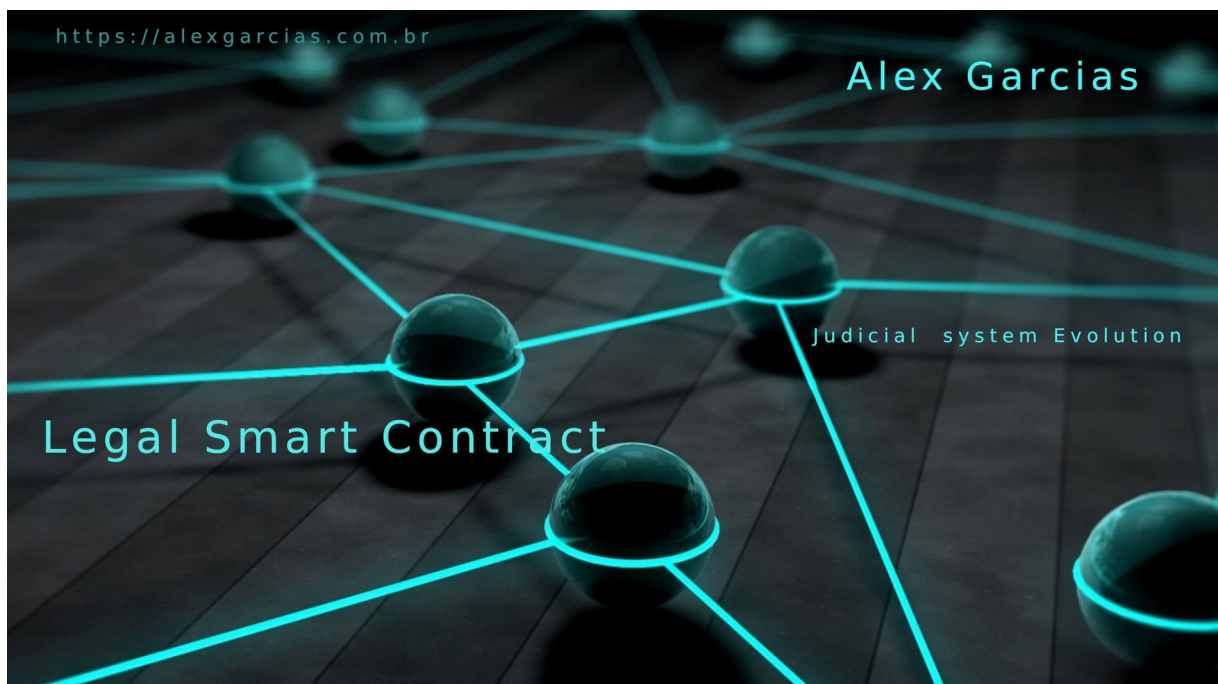 https://alexgarcias.com.br
Alex Garcias
Judicial system Evolution
Legal Smart Contract